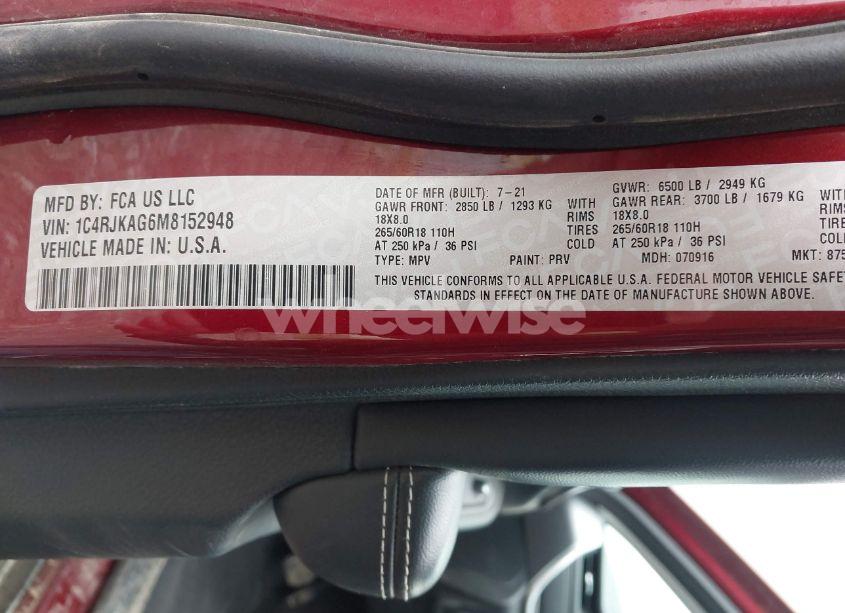 MFD BY: FCA US LLC
VIN: 1C4RJKAG6M8152948
VEHICLE MADE IN: U.S.A.
DATE OF MFR (BUILT): 7-21 GVWR: 6500 LB / 2949 KG
GAWR FRONT: 2850 LB / 1293 KG WITH GAWR REAR: 3700 LB / 1679 KG WITH
18X8.0 RIMS 18X8.0 RIMS
265/60R18 110H TIRES 265/60R18 110H TIRES
AT 250 kPa / 36 PSI COLD AT 250 kPa / 36 PSI COLD
TYPE: MPV PAINT: PRV MDH: 070916 MKT: 875
THIS VEHICLE CONFORMS TO ALL APPLICABLE U.S.A. FEDERAL MOTOR VEHICLE SAFE
STANDARDS IN EFFECT ON THE DATE OF MANUFACTURE SHOWN ABOVE.
wheelwise